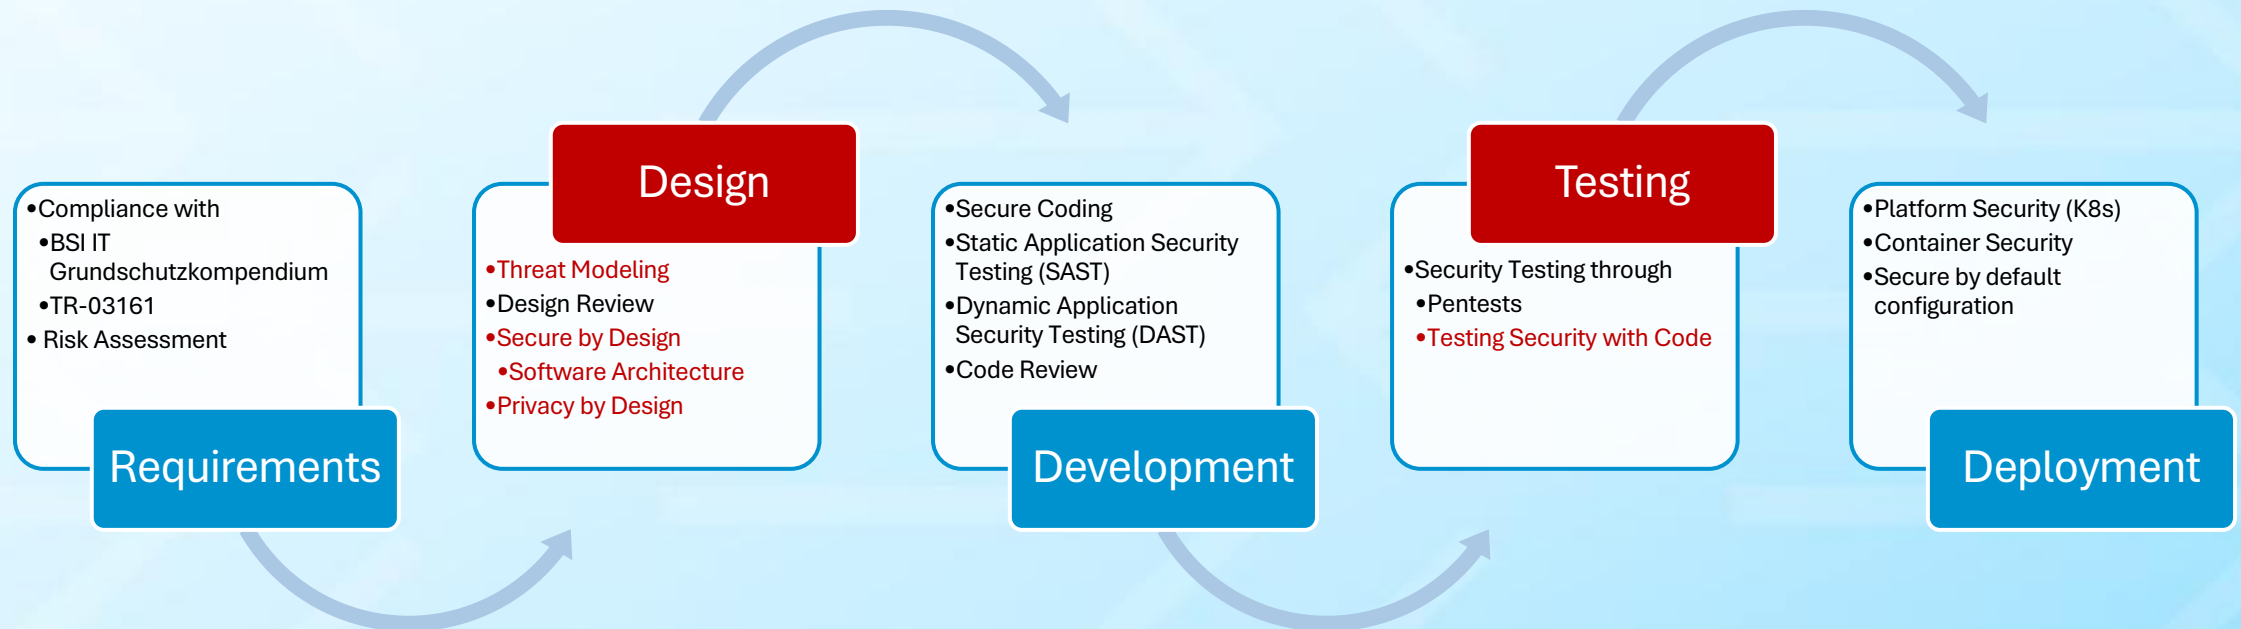 •Compliance with
•BSI IT
Grundschutzkompendium
•TR-03161
• Risk Assessment
Requirements
Design
•Threat Modeling
•Design Review
•Secure by Design
•Software Architecture
•Privacy by Design
•Secure Coding
•Static Application Security
Testing (SAST)
•Dynamic Application
Security Testing (DAST)
•Code Review
Development
Testing
•Security Testing through
•Pentests
•Testing Security with Code
•Platform Security (K8s)
•Container Security
•Secure by default
configuration
Deployment